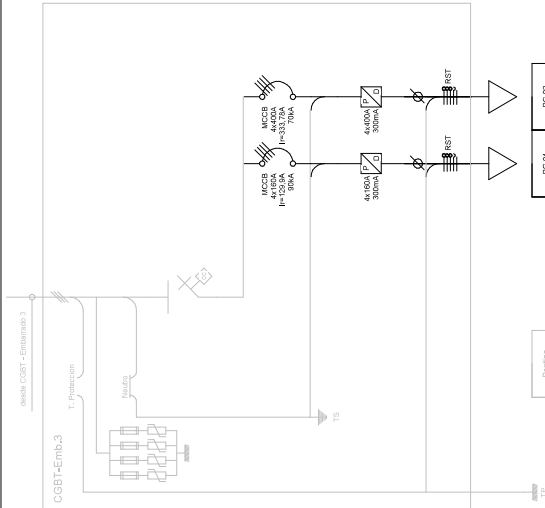 MCCB
4x400A
Ir=333,78A
70kA
4x400A
300mA
P
D
RST
MCCB
4x160A
Ir=129,9A
90kA
4x160A
300mA
P
D
RST
desde CGBT - Embarrado 3
T. Protección
Neutro
TS
CGBT-Emb.3
TP